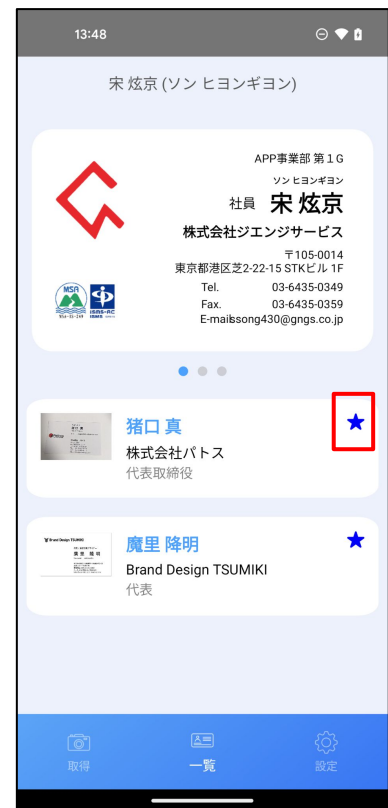 13:48
宋 炫京 (ソン ヒヨンギヨン)
APP事業部 第１G
ソン ヒヨンギヨン
社員 宋 炫京
株式会社ジエンジサービス
〒105-0014
東京都港区芝2-22-15 STKビル 1F
Tel. 03-6435-0349
Fax. 03-6435-0359
E-mailssong430@gngs.co.jp
MSA
ISMS-AC
ISMS
猪口 真
株式会社パトス
代表取締役
Brand Design TSUMIKI
魔里 降明
Brand Design TSUMIKI
代表
取得
一覧
設定